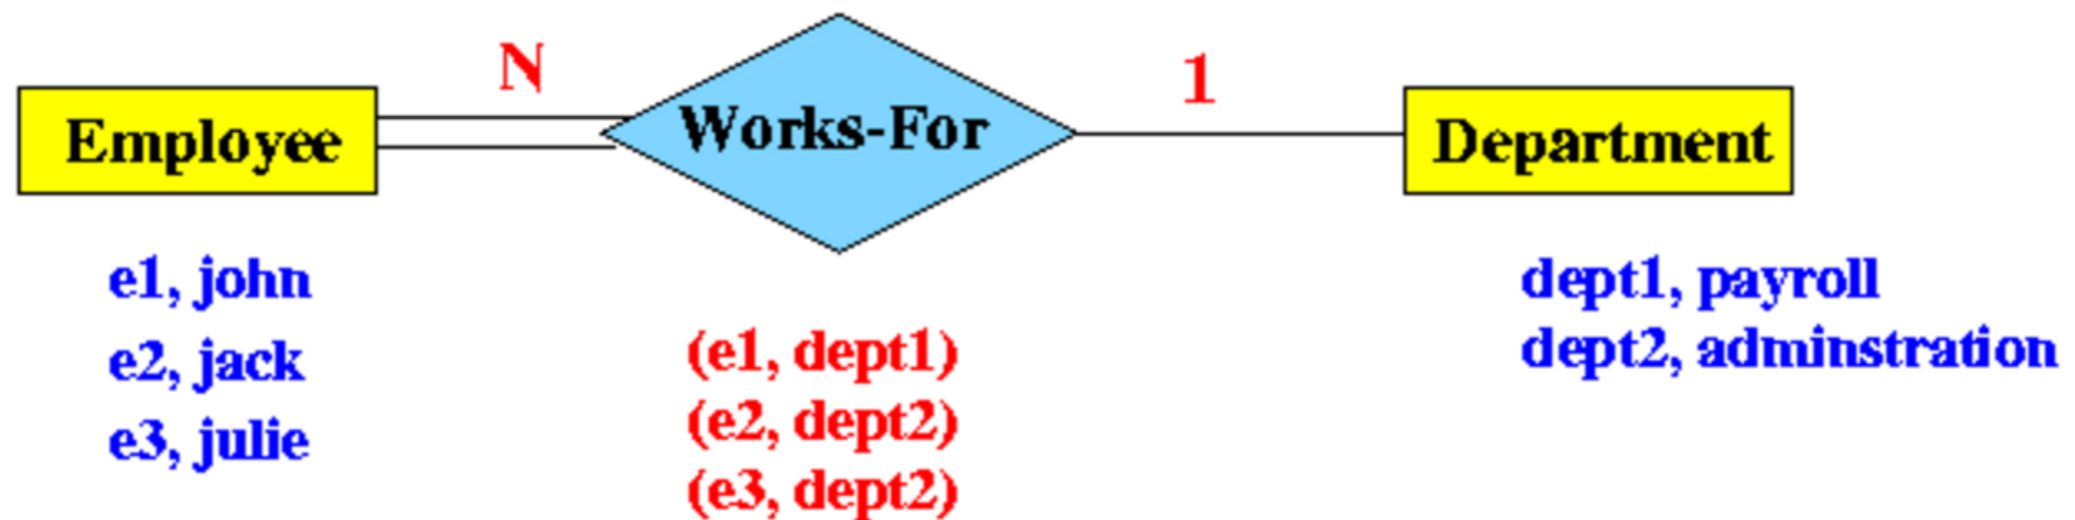 N
1
Employee
Works-For
Department
e1, john
e2, jack
e3, julie
(e1, dept1)
(e2, dept2)
(e3, dept2)
dept1, payroll
dept2, adminstration